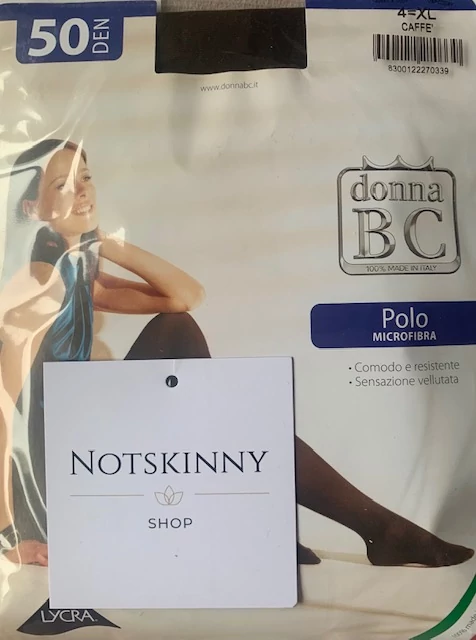 50 DEN
4=XL
CAFFE'
8300122270339
www.donnabc.it
donna
BC
100% MADE IN ITALY
Polo
MICROFIBRA
• Comodo e resistente
• Sensazione vellutata
NOTSKINNY
SHOP
LYCRA